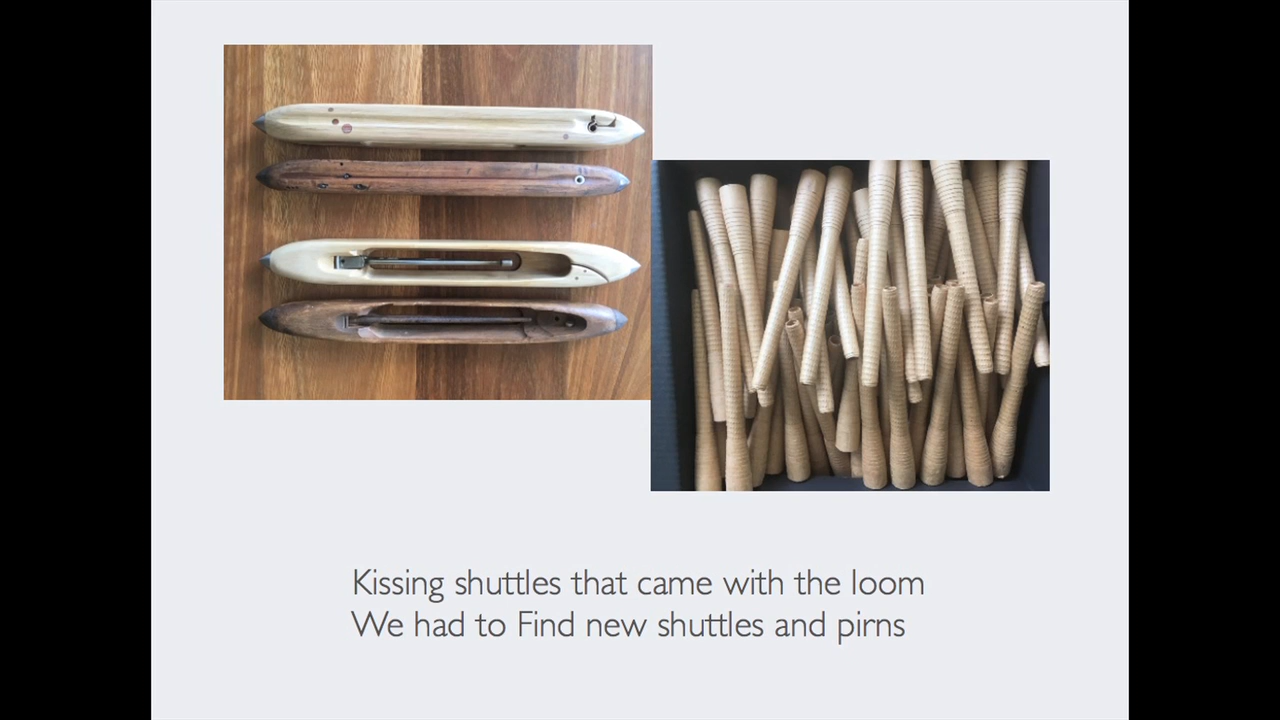 Kissing shuttles that came with the loom
We had to Find new shuttles and pirns